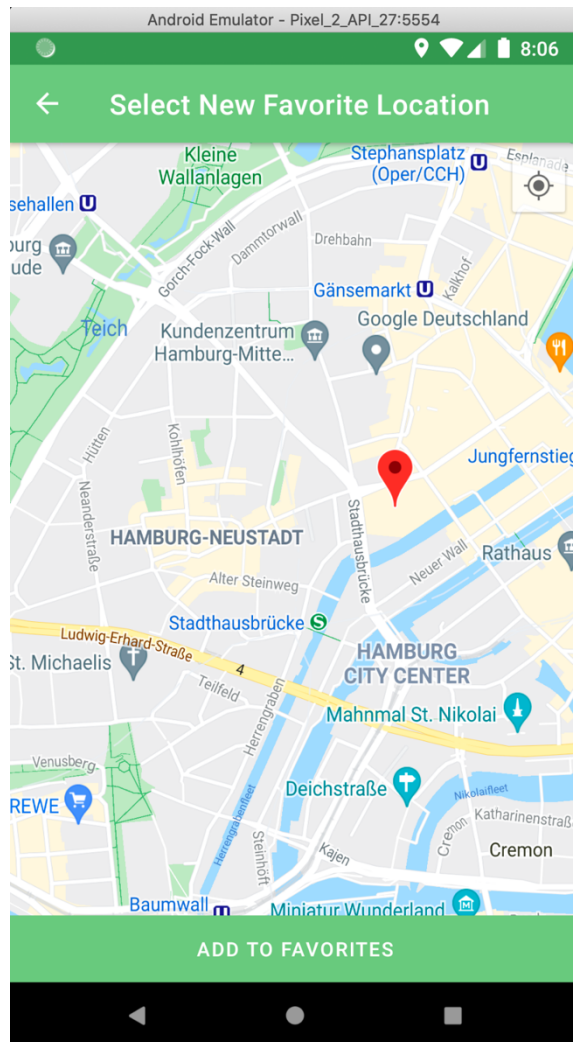 Android Emulator - Pixel_2_API_27:5554
8:06
Select New Favorite Location
Kleine
Wallanlagen
Stephansplatz
(Oper/CCH)
Esplanade
sehallen U
burg
ude
Gorch-Fock-Wall
Dammtorwall
Drehbahn
Kalkhof
Gänsemarkt U
Teich
Kundenzentrum
Hamburg-Mitte...
Google Deutschland
Hütten
Kohlhöfen
Jungfernstieg
Neanderstraße
Stadthausbrücke
HAMBURG-NEUSTADT
Neuer Wall
Rathaus
Alter Steinweg
Stadthausbrücke S
Ludwig-Erhard-Straße
4
HAMBURG
CITY CENTER
St. Michaelis
Teilfeld
Herrengraben
Mahnmal St. Nikolai
Venusberg
Deichstraße
Nikolaifleet
REWE
Herrengrabenfleet
Steinhöft
Kajen
Cremon
Katharinenstraß
Cremon
Baumwall U
Miniatur Wunderland
ADD TO FAVORITES